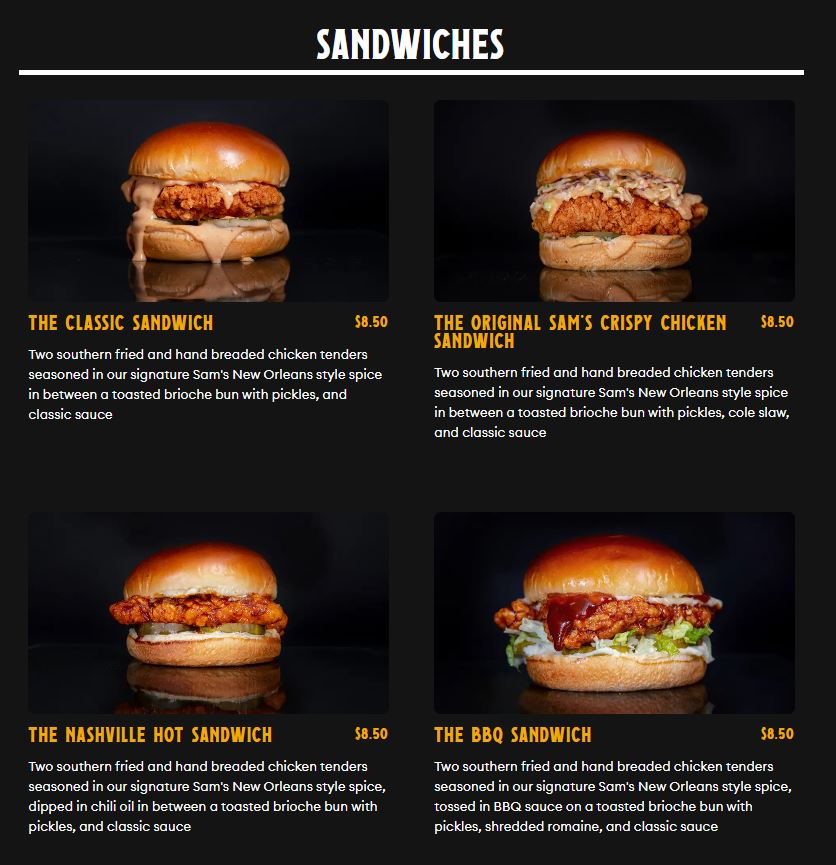 SANDWICHES
THE CLASSIC SANDWICH $8.50
Two southern fried and hand breaded chicken tenders
seasoned in our signature Sam's New Orleans style spice
in between a toasted brioche bun with pickles, and
classic sauce
THE ORIGINAL SAM'S CRISPY CHICKEN $8.50
SANDWICH
Two southern fried and hand breaded chicken tenders
seasoned in our signature Sam's New Orleans style spice
in between a toasted brioche bun with pickles, cole slaw,
and classic sauce
THE NASHVILLE HOT SANDWICH $8.50
Two southern fried and hand breaded chicken tenders
seasoned in our signature Sam's New Orleans style spice,
dipped in chili oil in between a toasted brioche bun with
pickles, and classic sauce
THE BBQ SANDWICH $8.50
Two southern fried and hand breaded chicken tenders
seasoned in our signature Sam's New Orleans style spice,
tossed in BBQ sauce on a toasted brioche bun with
pickles, shredded romaine, and classic sauce